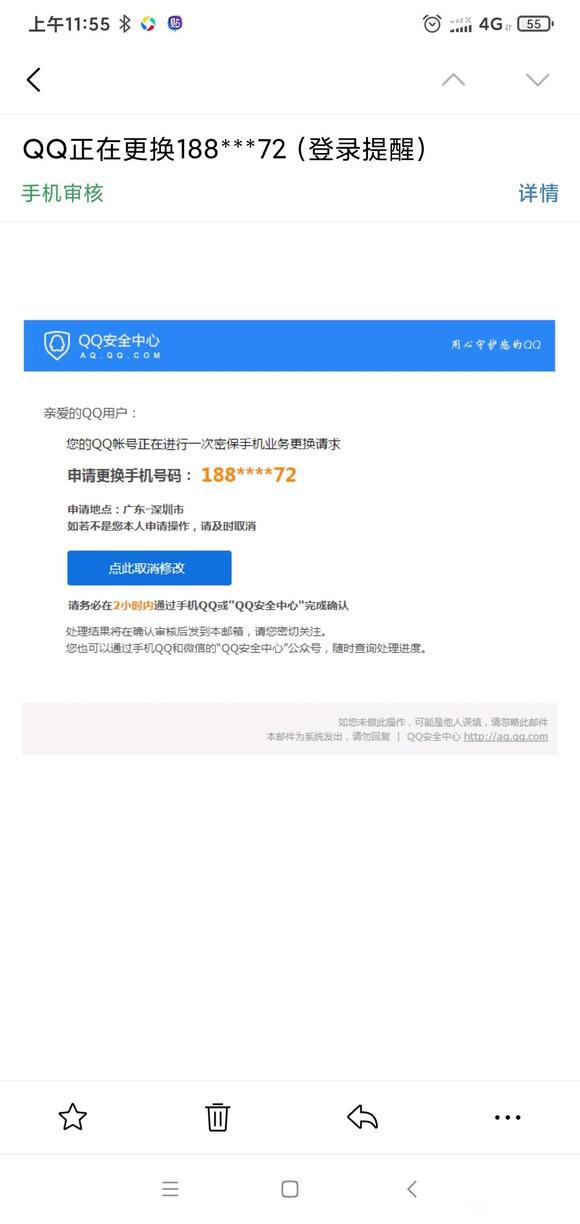 上午11:55
贴
4G
55
QQ正在更换188***72（登录提醒）
手机审核
详情
QQ安全中心
AQ.QQ.COM
用心守护您的QQ
亲爱的QQ用户：
您的QQ帐号正在进行一次密保手机业务更换请求
申请更换手机号码： 188****72
申请地点：广东-深圳市
如若不是您本人申请操作，请及时取消
点此取消修改
请务必在2小时内通过手机QQ或"QQ安全中心"完成确认
处理结果将在确认审核后发到本邮箱，请您密切关注。
您也可以通过手机QQ和微信的"QQ安全中心"公众号，随时查询处理进度。
如您未做此操作，可能是他人误填，请忽略此邮件
本邮件为系统发出，请勿回复 | QQ安全中心 http://aq.qq.com